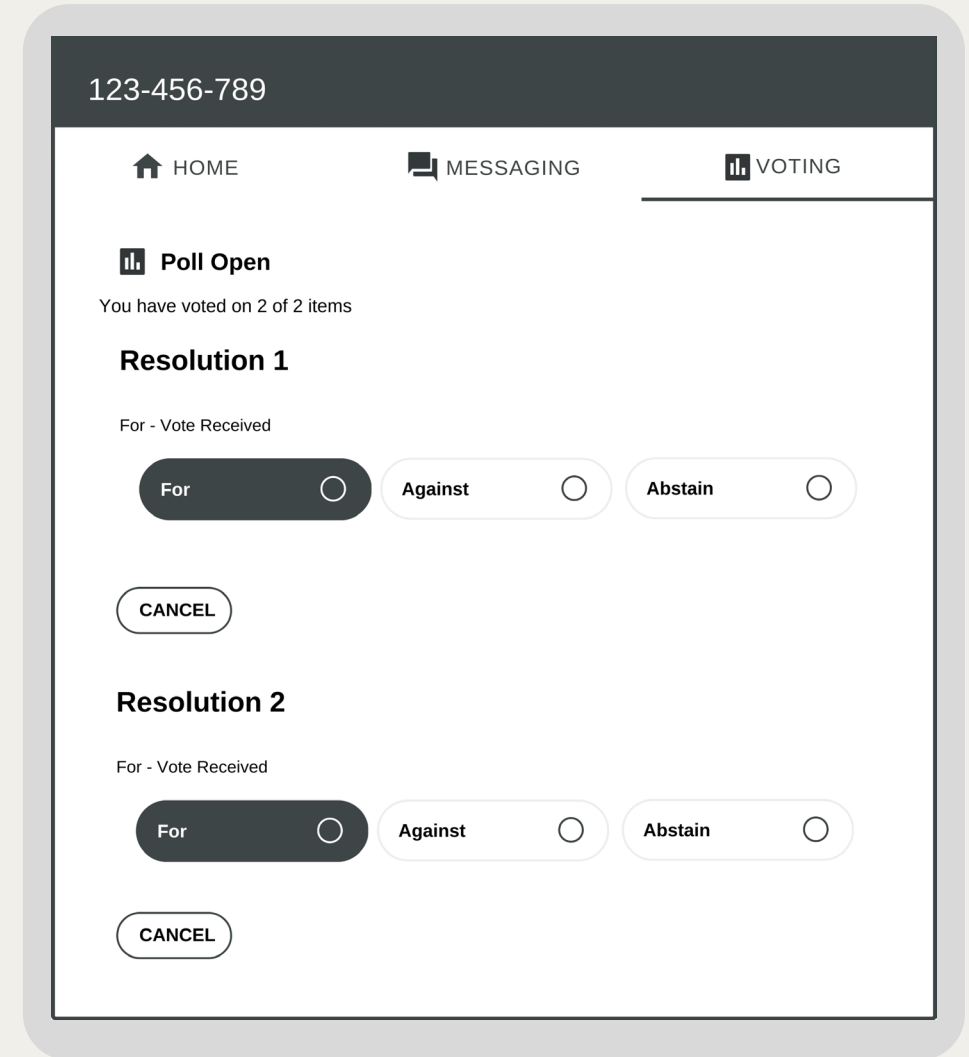 123-456-789
HOME MESSAGING VOTING
Poll Open
You have voted on 2 of 2 items
Resolution 1
For - Vote Received
For Against Abstain
CANCEL
Resolution 2
For - Vote Received
For Against Abstain
CANCEL